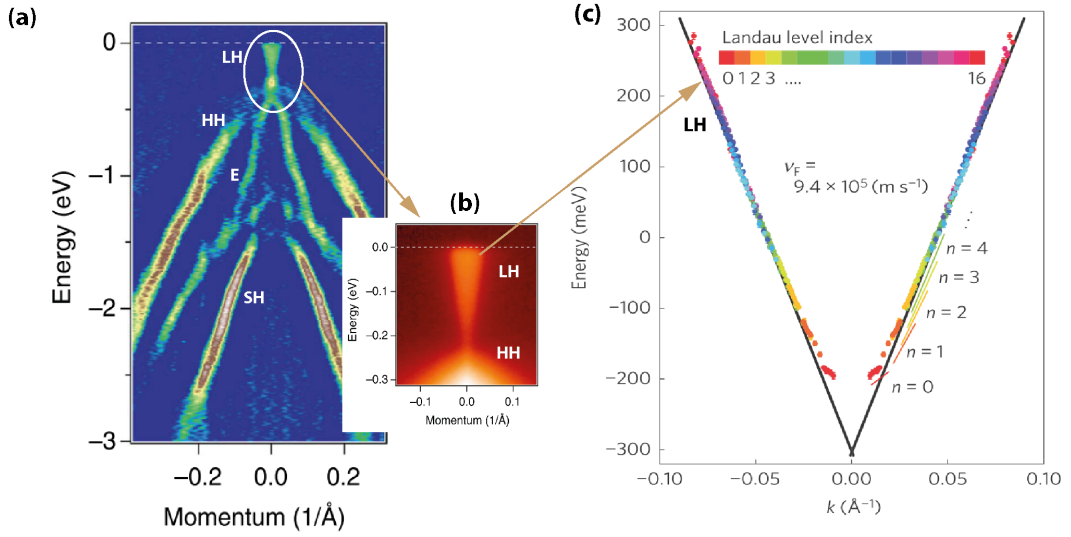 (a)
0
−1
−2
−3
Energy (eV)
LH
HH
E
SH
−0.2
0.0
0.2
Momentum (1/Å)
(b)
0.0
−0.1
−0.2
−0.3
Energy (eV)
LH
HH
−0.1
0.0
0.1
Momentum (1/Å)
(c)
300
200
100
0
−100
−200
−300
Energy (meV)
Landau level index
0 1 2 3 .... 16
LH
νF =
9.4 × 10⁵ (m s⁻¹)
⋮
n = 4
n = 3
n = 2
n = 1
n = 0
−0.10
−0.05
0.00
0.05
0.10
k (Å⁻¹)